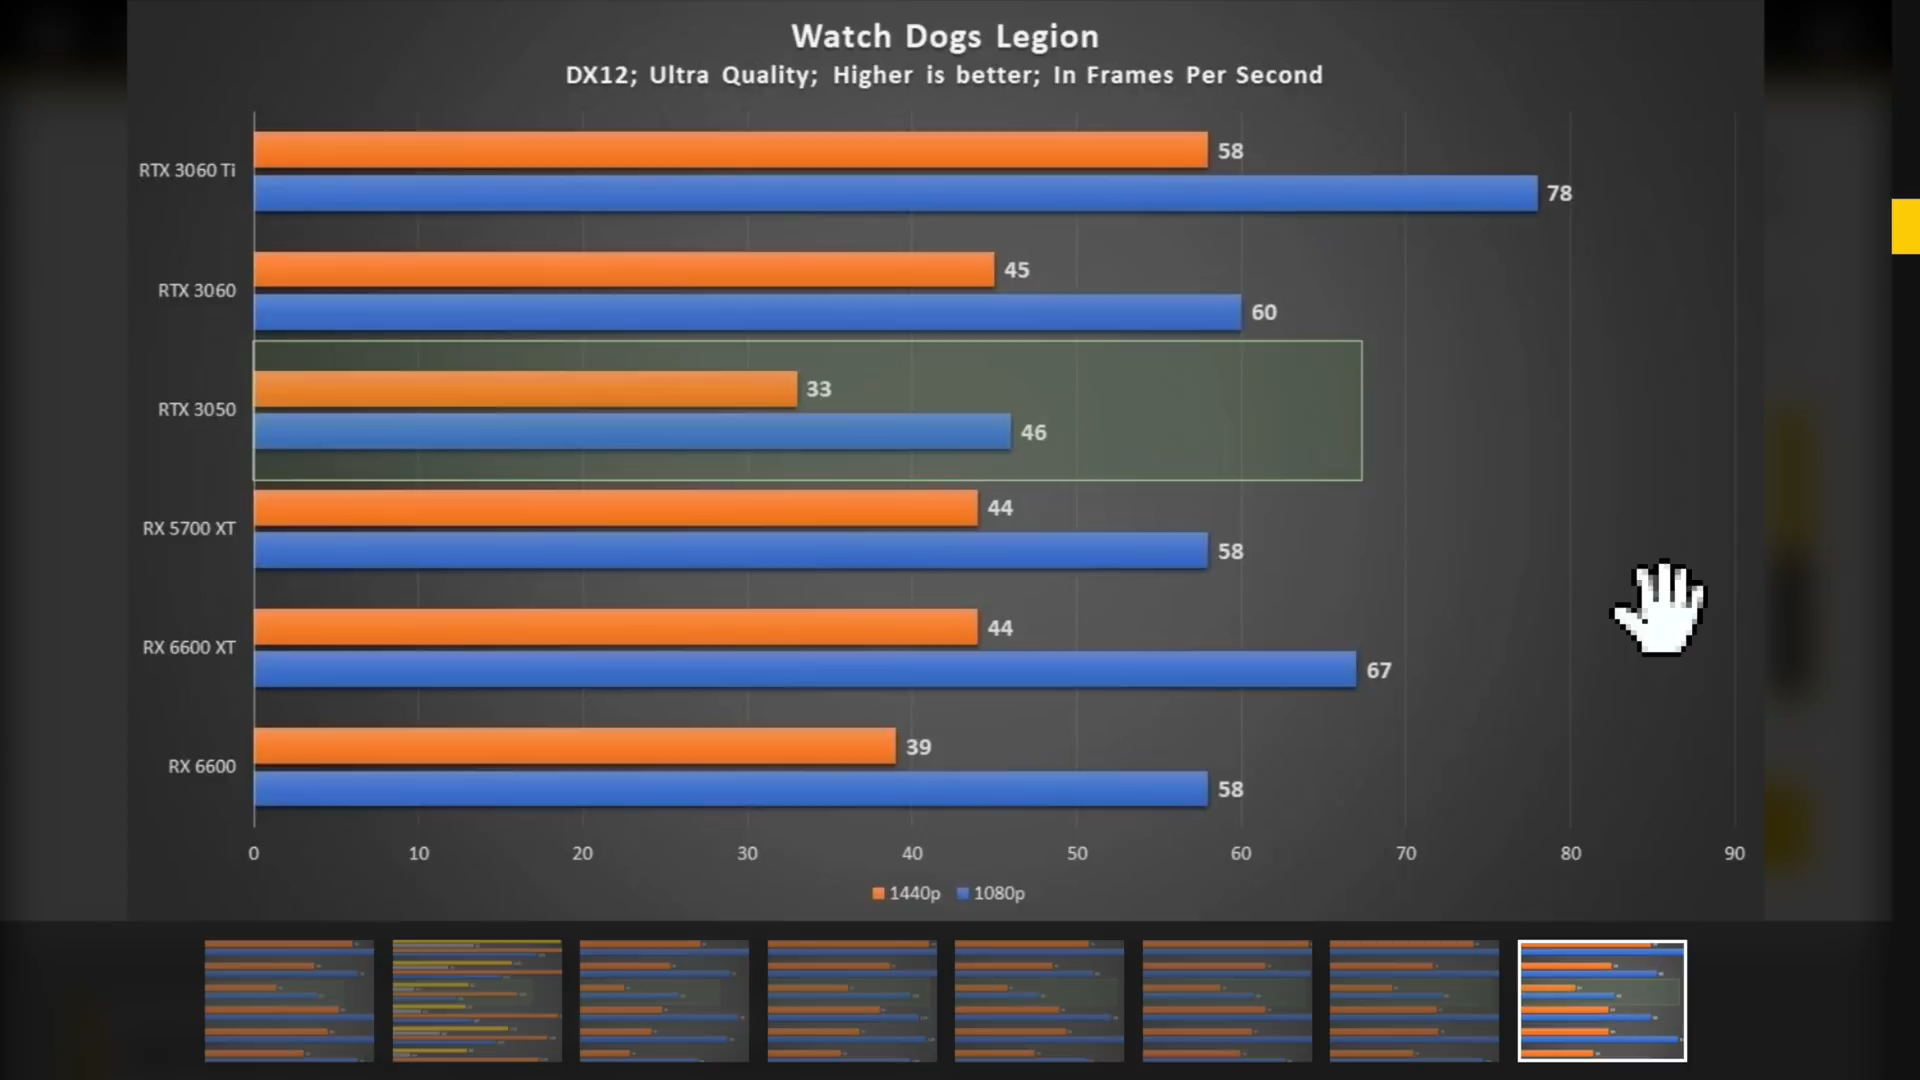 Watch Dogs Legion
DX12; Ultra Quality; Higher is better; In Frames Per Second
58
RTX 3060 Ti
78
45
RTX 3060
60
33
RTX 3050
46
44
RX 5700 XT
58
44
RX 6600 XT
67
39
RX 6600
58
0 10 20 30 40 50 60 70 80 90
1440p 1080p